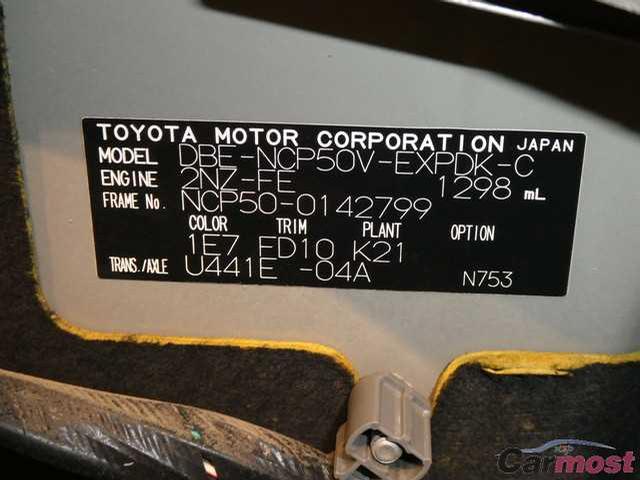 TOYOTA MOTOR CORPORATION JAPAN
MODEL DBE-NCP50V-EXPDK-C
ENGINE 2NZ-FE 1298 mL
FRAME No. NCP50-0142799
COLOR TRIM PLANT OPTION
1E7 FD10 K21
TRANS./AXLE U441E -04A N753
Carmost